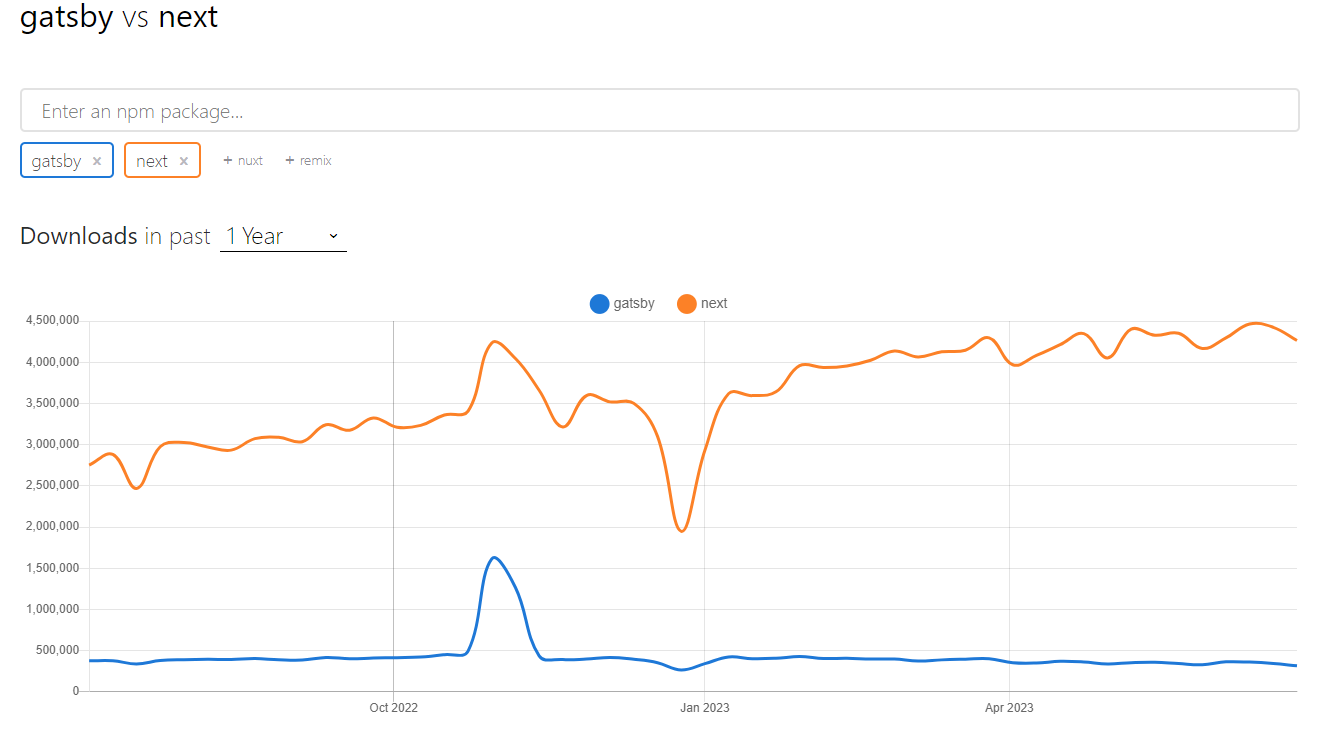 gatsby vs next
Enter an npm package...
gatsby × next × + nuxt + remix
Downloads in past 1 Year
gatsby next
4,500,000
4,000,000
3,500,000
3,000,000
2,500,000
2,000,000
1,500,000
1,000,000
500,000
0
Oct 2022 Jan 2023 Apr 2023